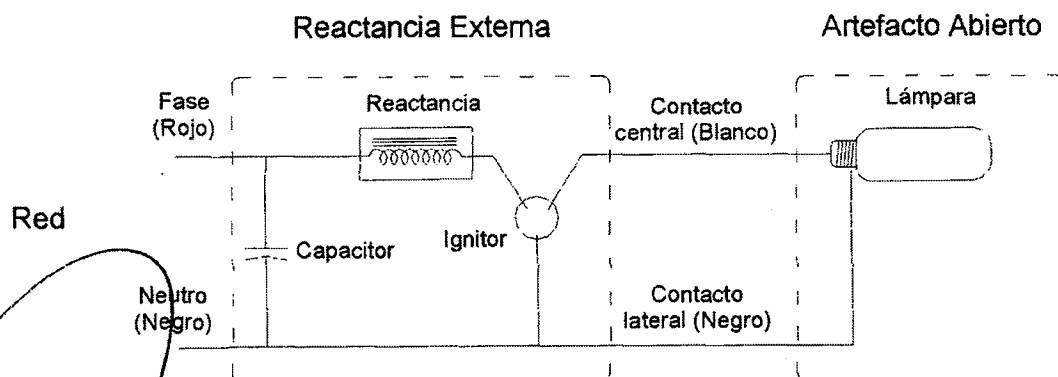 Reactancia Externa
Artefacto Abierto
Fase
(Rojo)
Reactancia
Contacto
central (Blanco)
Lámpara
Red
Capacitor
Ignitor
Neutro
(Negro)
Contacto
lateral (Negro)